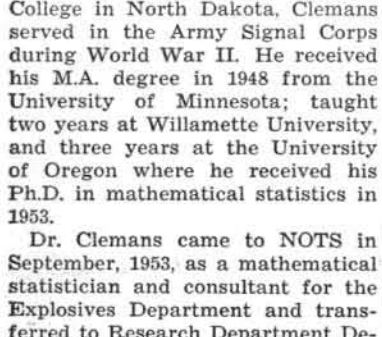 College in North Dakota, Clemans
served in the Army Signal Corps
during World War II. He received
his M.A. degree in 1948 from the
University of Minnesota; taught
two years at Willamette University,
and three years at the University
of Oregon where he received his
Ph.D. in mathematical statistics in
1953.
Dr. Clemans came to NOTS in
September, 1953, as a mathematical
statistician and consultant for the
Explosives Department and trans-
ferred to Research Department De-